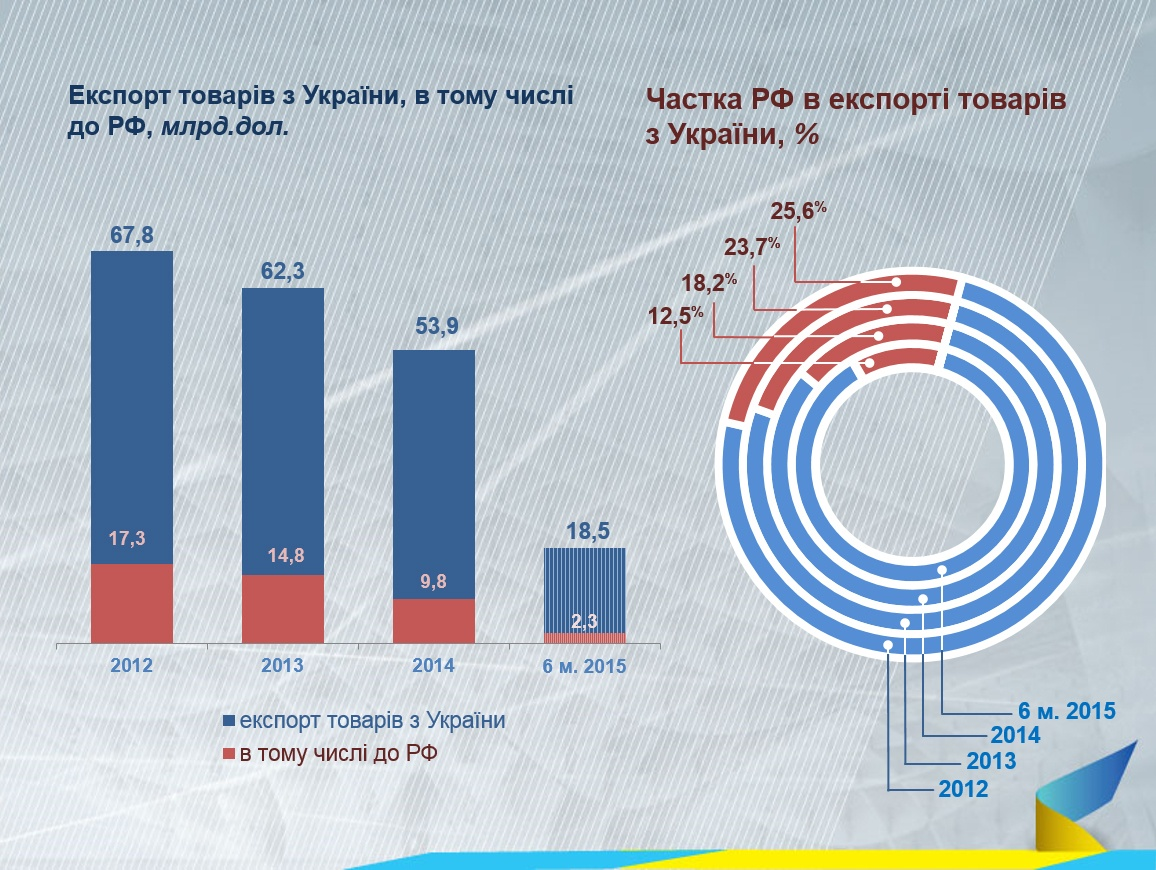 Експорт товарів з України, в тому числі
до РФ, млрд.дол.
Частка РФ в експорті товарів
з України, %
67,8
62,3
53,9
18,5
17,3
14,8
9,8
2,3
2012
2013
2014
6 м. 2015
експорт товарів з України
в тому числі до РФ
25,6%
23,7%
18,2%
12,5%
6 м. 2015
2014
2013
2012